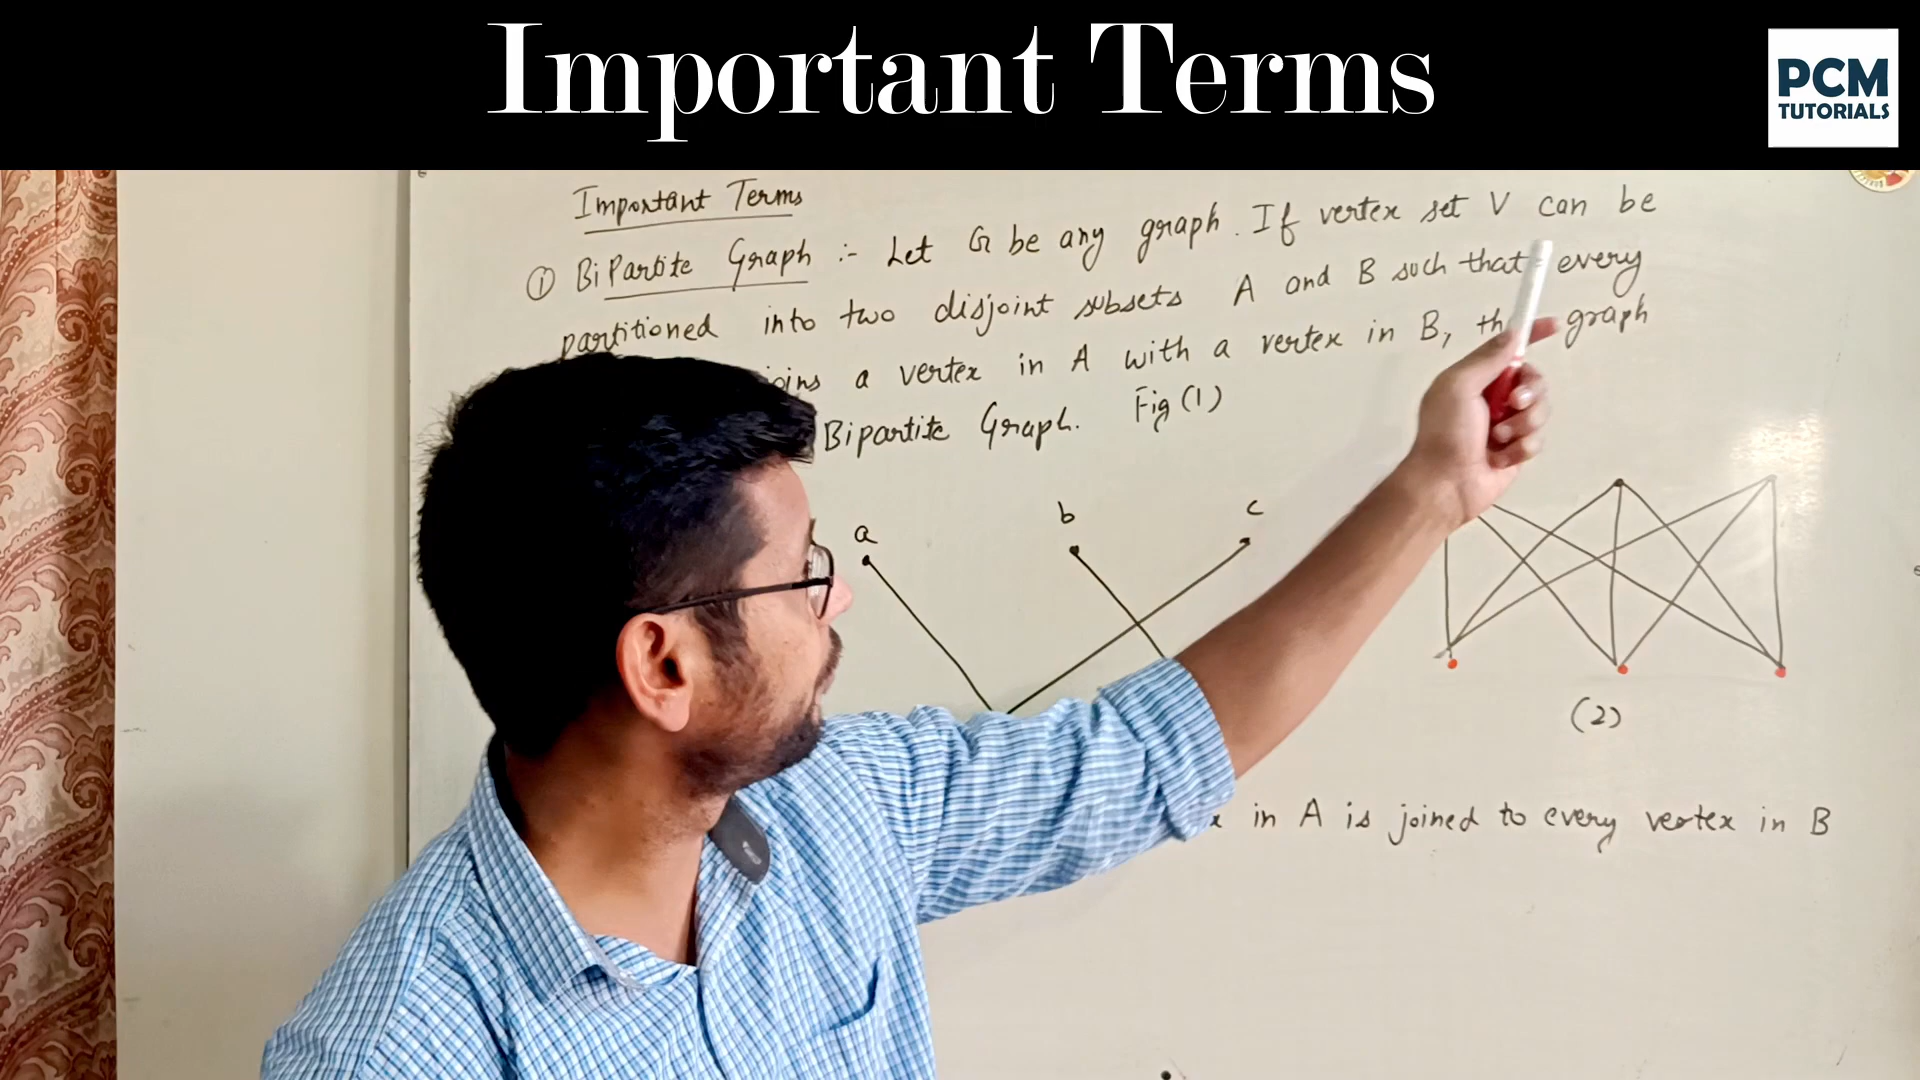 Important Terms
PCM
TUTORIALS
Important Terms
① BiPartite Graph :- Let G be any graph. If vertex set V can be
partitioned into two disjoint subsets A and B such that every
a vertex in A with a vertex in B, graph
Bipartite Graph. Fig (1)
a b c
(2)
in A is joined to every vertex in B